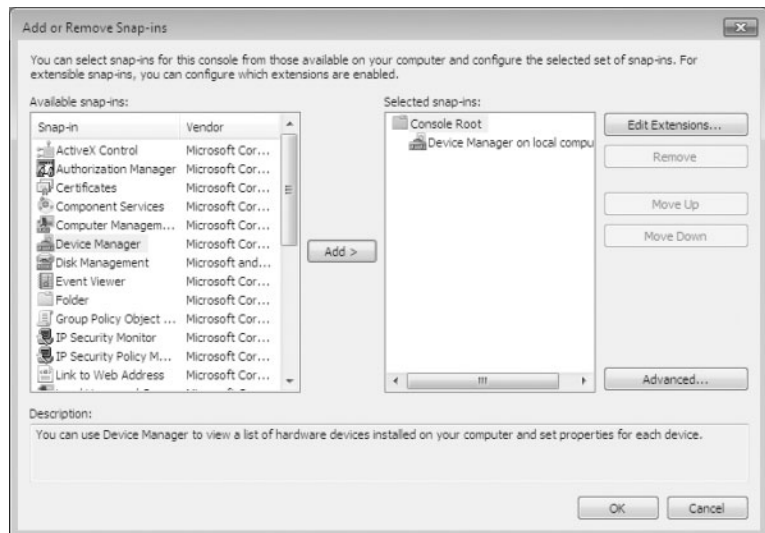 Add or Remove Snap-ins
You can select snap-ins for this console from those available on your computer and configure the selected set of snap-ins. For
extensible snap-ins, you can configure which extensions are enabled.
Available snap-ins:
Selected snap-ins:
Snap-in Vendor
ActiveX Control Microsoft Cor...
Authorization Manager Microsoft Cor...
Certificates Microsoft Cor...
Component Services Microsoft Cor...
Computer Managem... Microsoft Cor...
Device Manager Microsoft Cor...
Disk Management Microsoft and...
Event Viewer Microsoft Cor...
Folder Microsoft Cor...
Group Policy Object ... Microsoft Cor...
IP Security Monitor Microsoft Cor...
IP Security Policy M... Microsoft Cor...
Link to Web Address Microsoft Cor...
Add >
Console Root
Device Manager on local compu
Edit Extensions...
Remove
Move Up
Move Down
Advanced...
Description:
You can use Device Manager to view a list of hardware devices installed on your computer and set properties for each device.
OK
Cancel